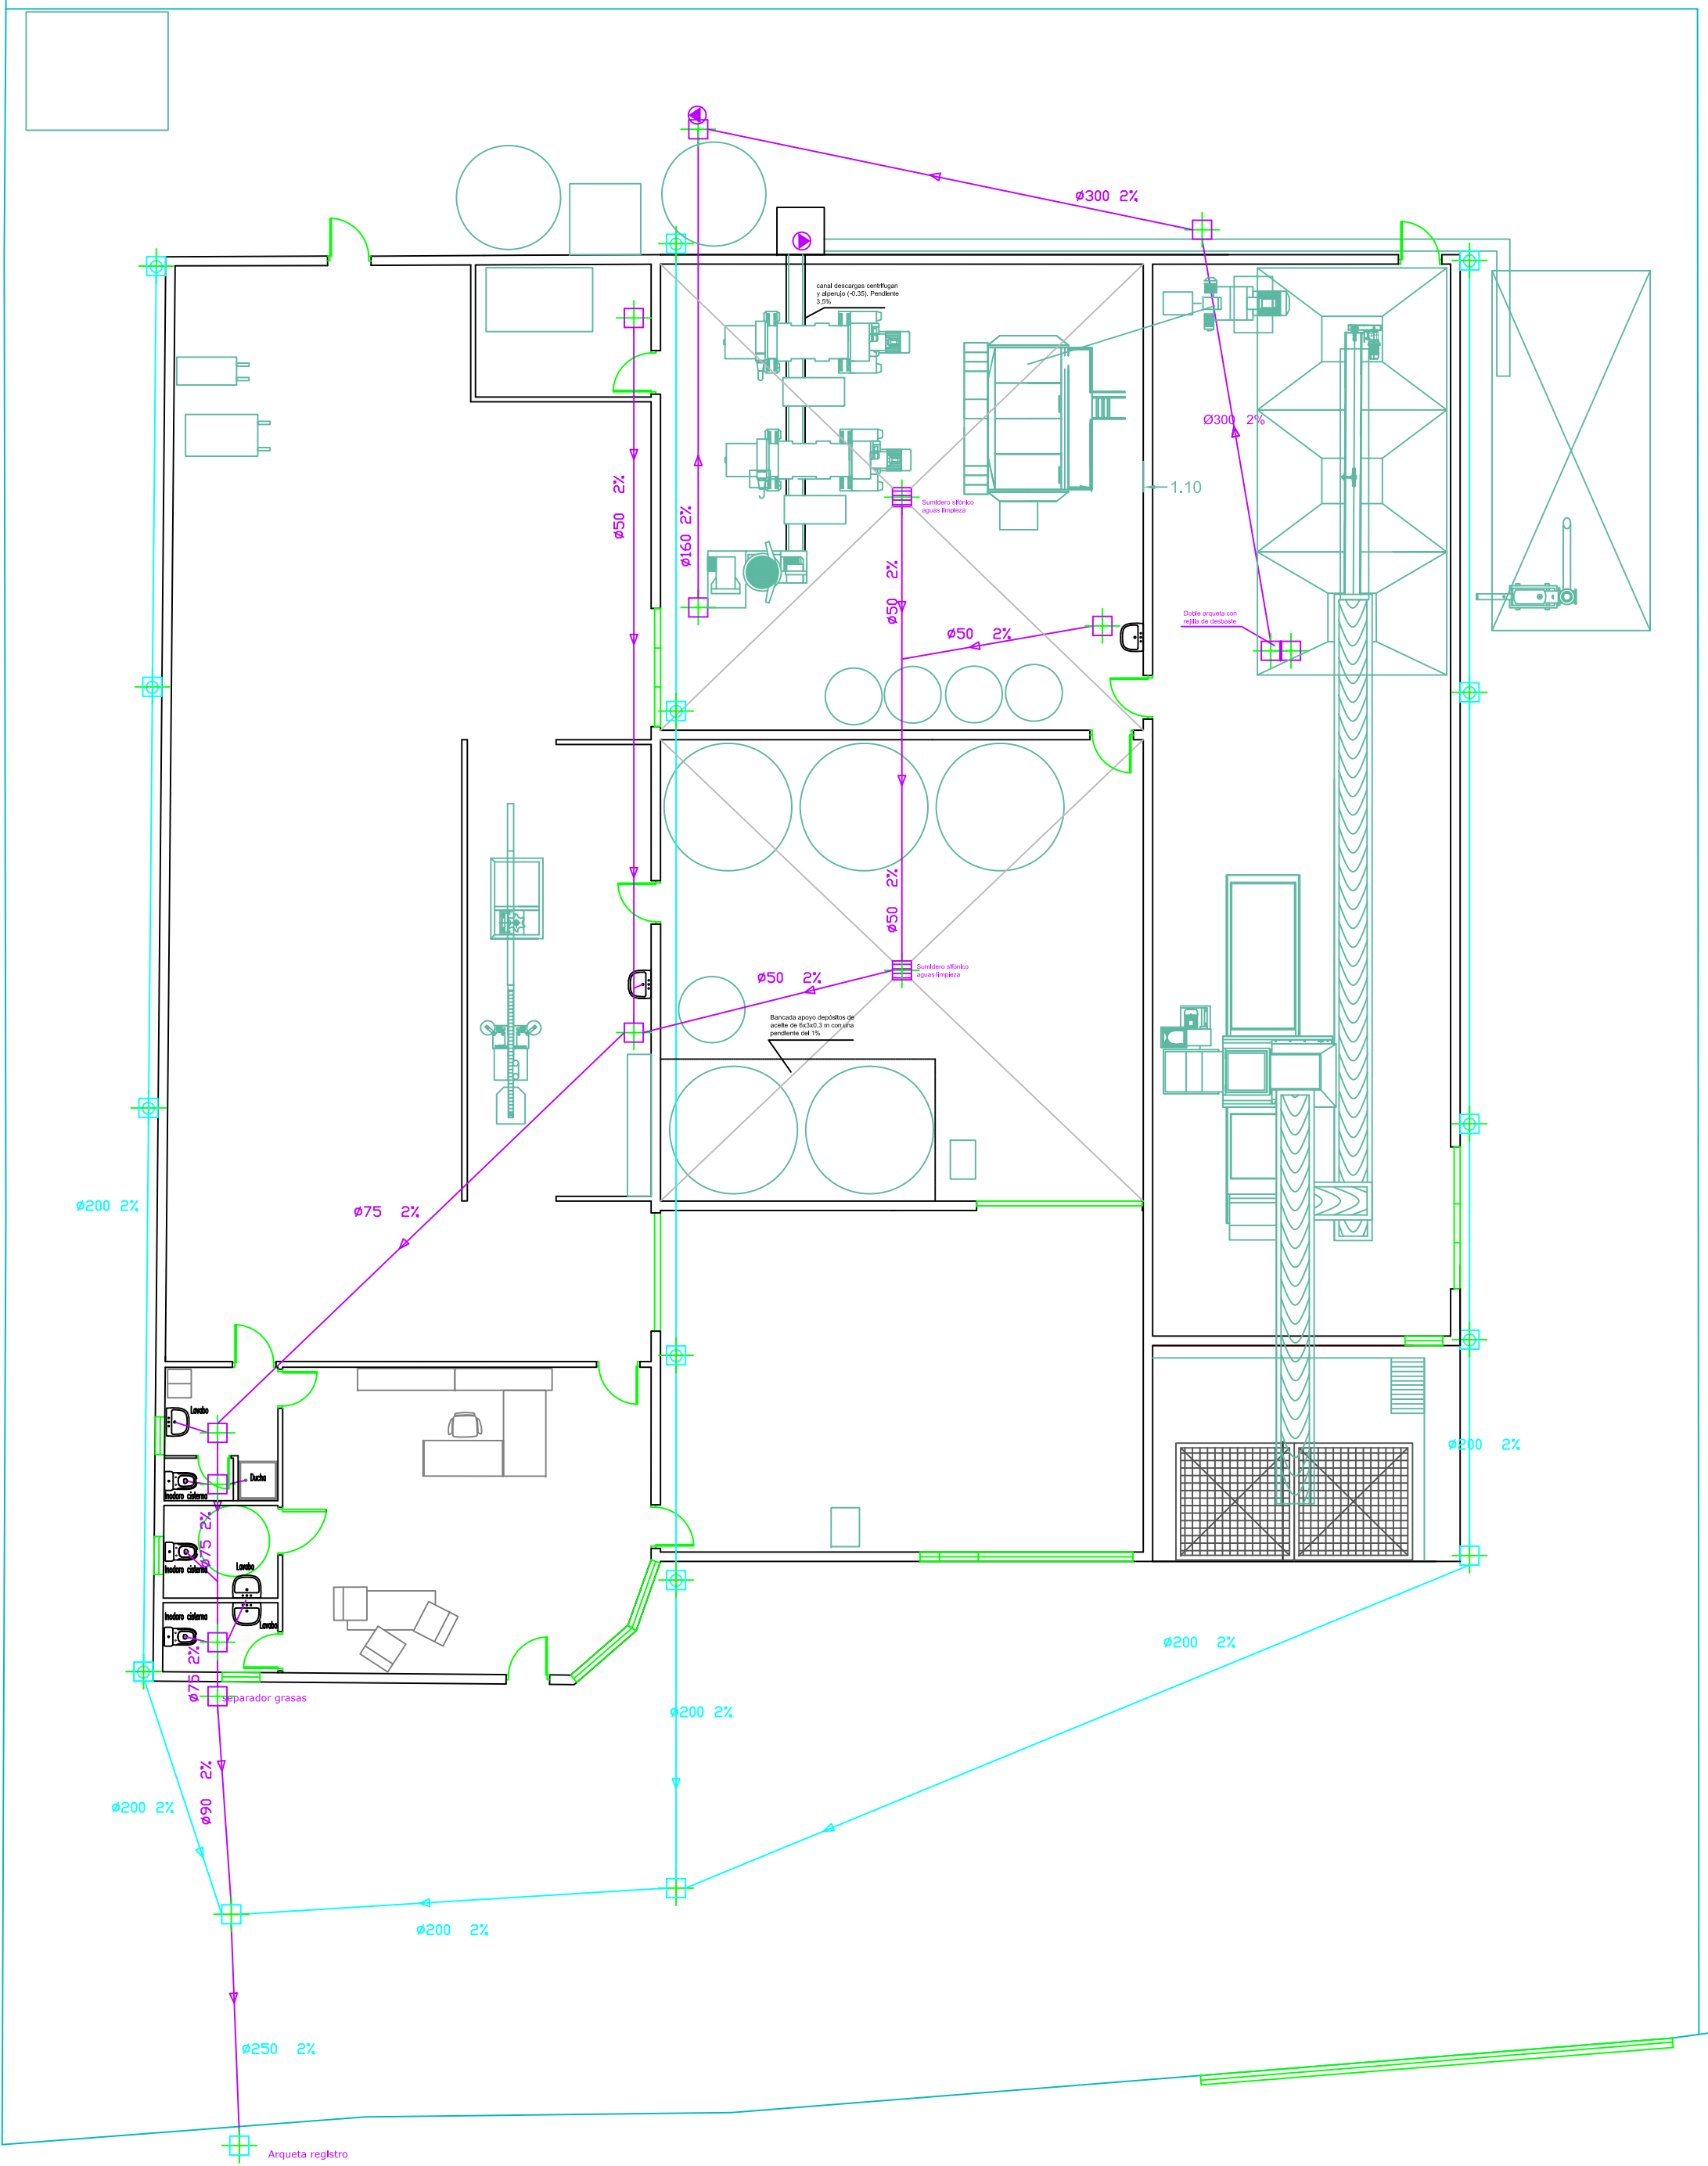 ø300 2%
canal descargas centrifugan
y alperujo (-0.35). Pendiente
3,5%
Ø300 2%
ø50 2%
ø160 2%
1.10
Sumidero sifónico
aguas limpieza
ø50 2%
ø50 2%
Doble arqueta con
rejilla de desbaste
ø50 2%
Sumidero sifónico
aguas limpieza
ø50 2%
Bancada apoyo depósitos de
aceite de 6x3x0.3 m con una
pendiente del 1%
ø200 2%
ø75 2%
Lavabo
ø200 2%
Ducha
Inodoro cisterna
ø75 2%
Inodoro cisterna
Lavabo
Inodoro cisterna
Lavabo
ø200 2%
ø75 2%
separador grasas
ø200 2%
ø90 2%
ø200 2%
ø200 2%
ø250 2%
Arqueta registro